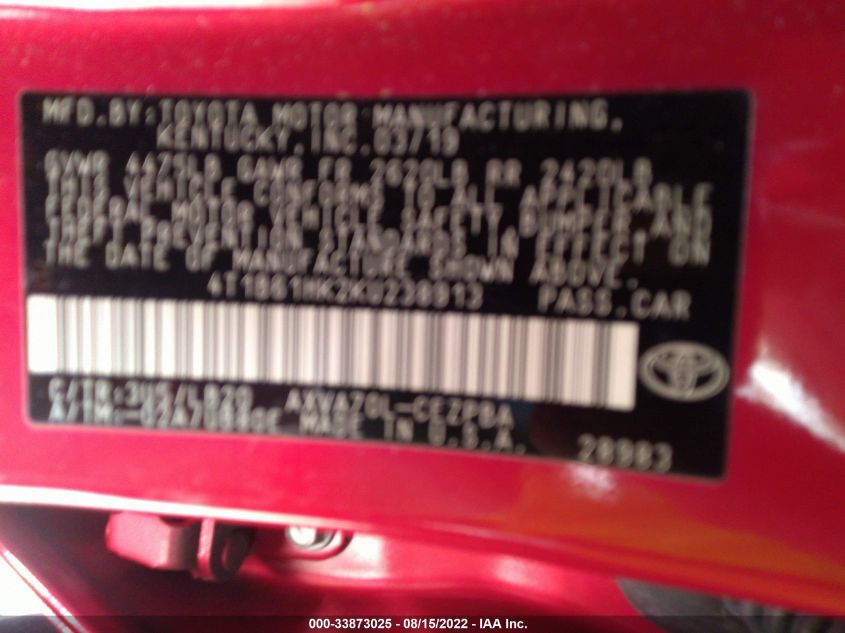 MFD.BY:TOYOTA MOTOR MANUFACTURING,
KENTUCKY, INC. 03/19
GVWR 4475LB GAWR FR 2620LB RR 2420LB
THIS VEHICLE CONFORMS TO ALL APPLICABLE
FEDERAL MOTOR VEHICLE SAFETY, BUMPER, AND
THEFT PREVENTION STANDARDS IN EFFECT ON
THE DATE OF MANUFACTURE SHOWN ABOVE.
4T1B61HK2KU238913 PASS.CAR
C/TR:3U5/LB20 AXVA70L-CEZPBA
A/TM: MADE IN U.S.A.
28983
000-33873025 - 08/15/2022 - IAA Inc.